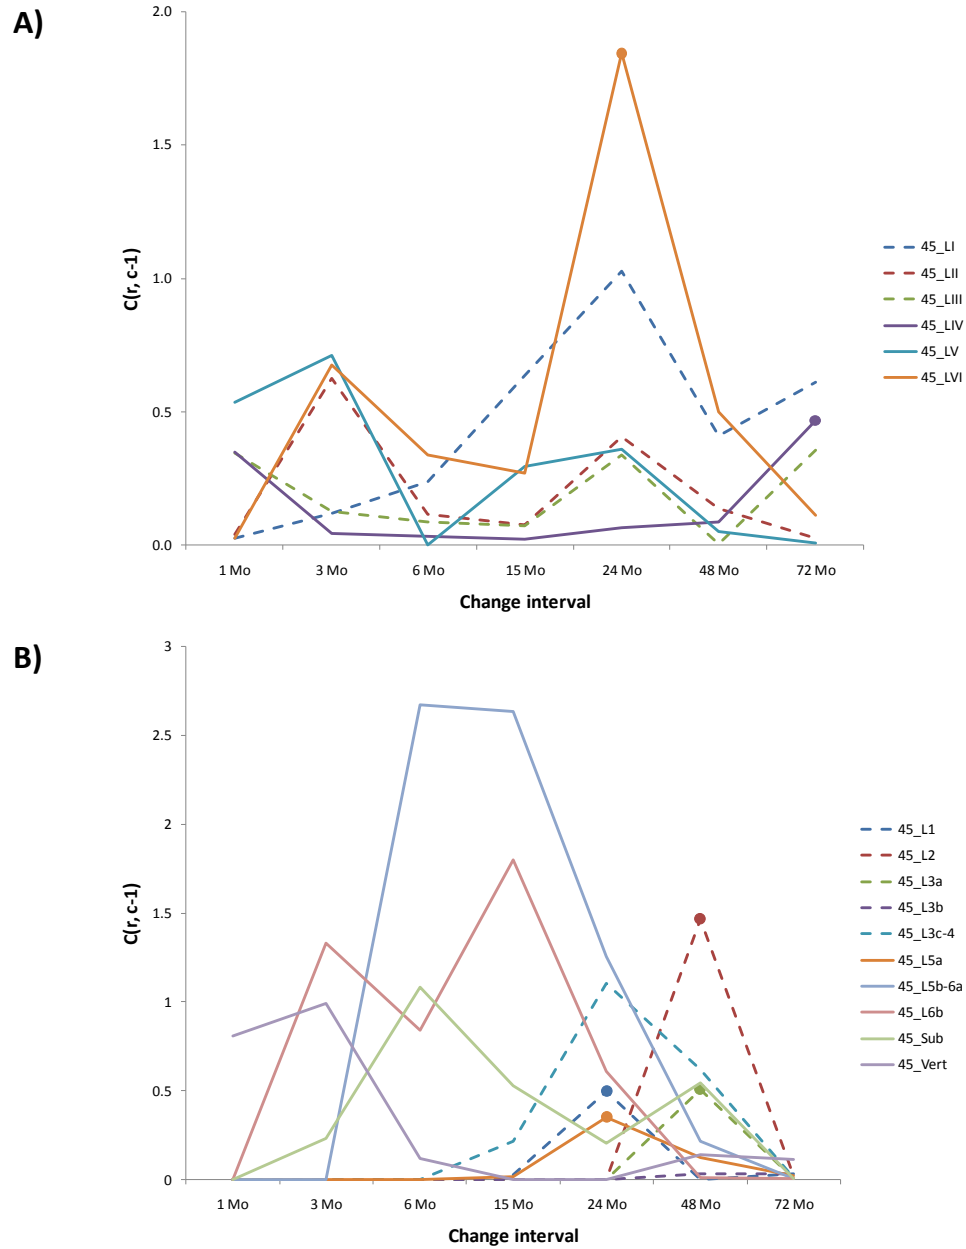 A)
2.0
1.5
1.0
0.5
0.0
C(r, c-1)
1 Mo 3 Mo 6 Mo 15 Mo 24 Mo 48 Mo 72 Mo
Change interval
45_LI
45_LII
45_LIII
45_LIV
45_LV
45_LVI
B)
3
2.5
2
1.5
1
0.5
0
C(r, c-1)
1 Mo 3 Mo 6 Mo 15 Mo 24 Mo 48 Mo 72 Mo
Change interval
45_L1
45_L2
45_L3a
45_L3b
45_L3c-4
45_L5a
45_L5b-6a
45_L6b
45_Sub
45_Vert